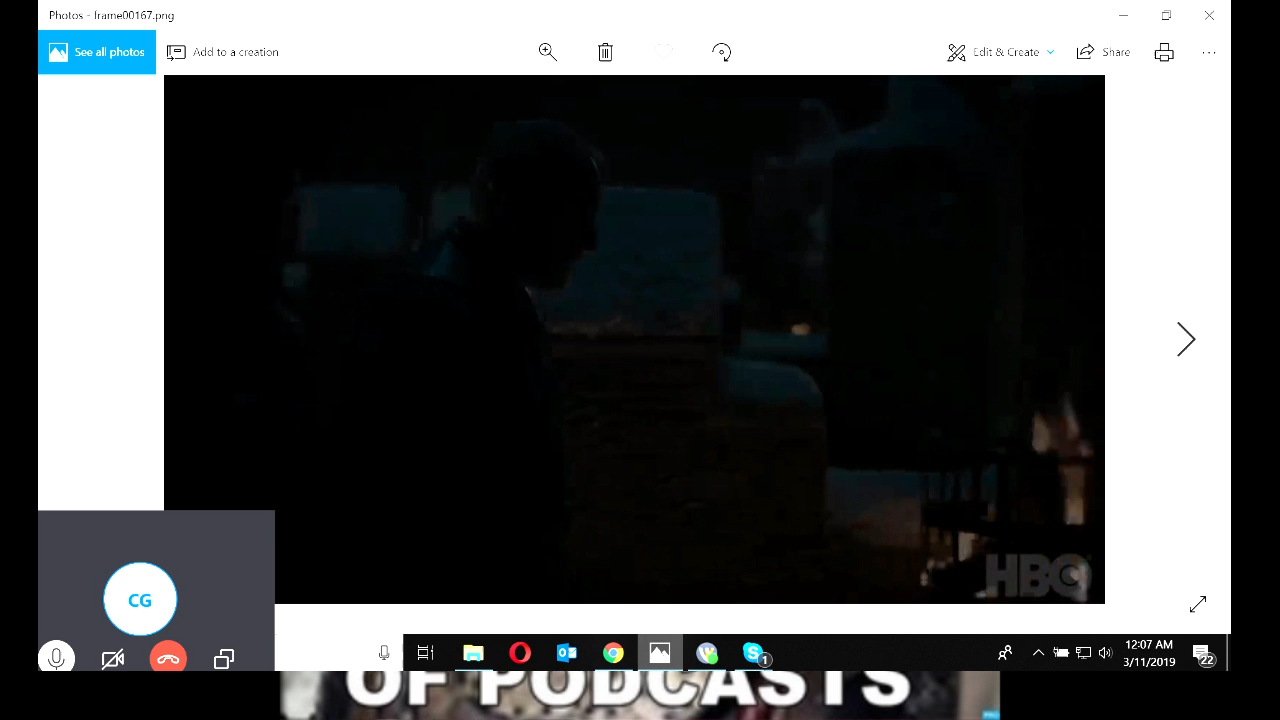 Photos - frame00167.png
See all photos
Add to a creation
Edit & Create
Share
HBO
CG
1
12:07 AM
3/11/2019
22
OF PODCASTS